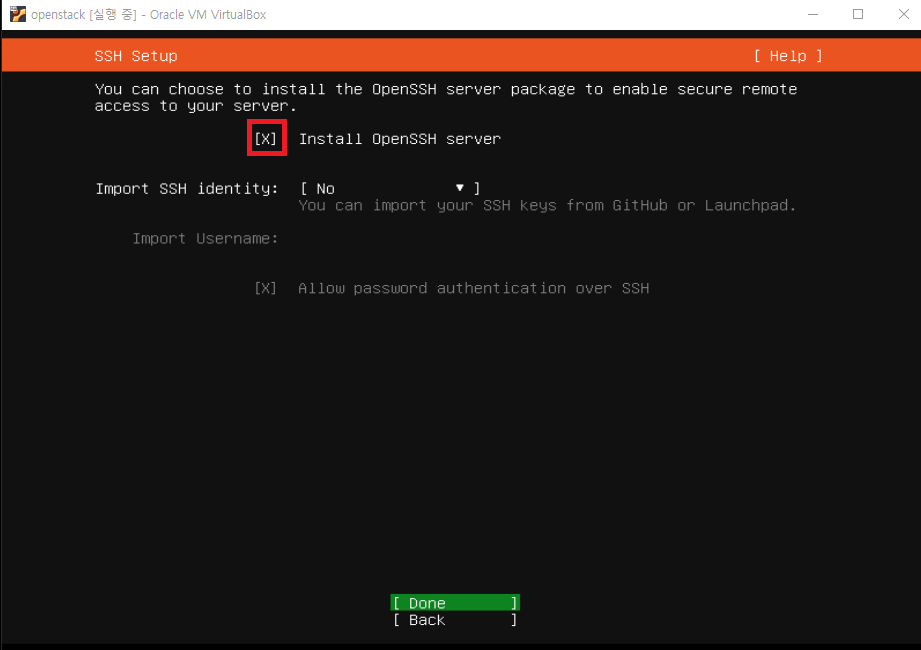 openstack [실행 중] - Oracle VM VirtualBox
SSH Setup [ Help ]
You can choose to install the OpenSSH server package to enable secure remote
access to your server.
[X] Install OpenSSH server
Import SSH identity: [ No ▼ ]
You can import your SSH keys from GitHub or Launchpad.
Import Username:
[X] Allow password authentication over SSH
[ Done ]
[ Back ]